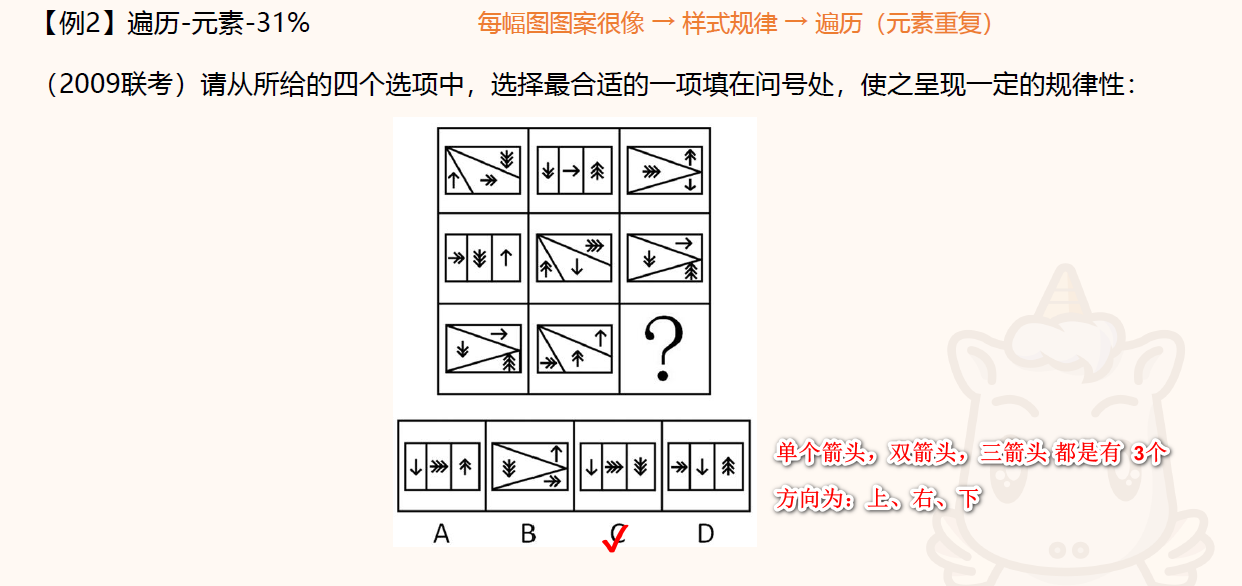 【例2】遍历-元素-31%
每幅图图案很像 → 样式规律 → 遍历（元素重复）
（2009联考）请从所给的四个选项中，选择最合适的一项填在问号处，使之呈现一定的规律性：
?
单个箭头，双箭头，三箭头 都是有 3个
方向为：上、右、下
A B C D